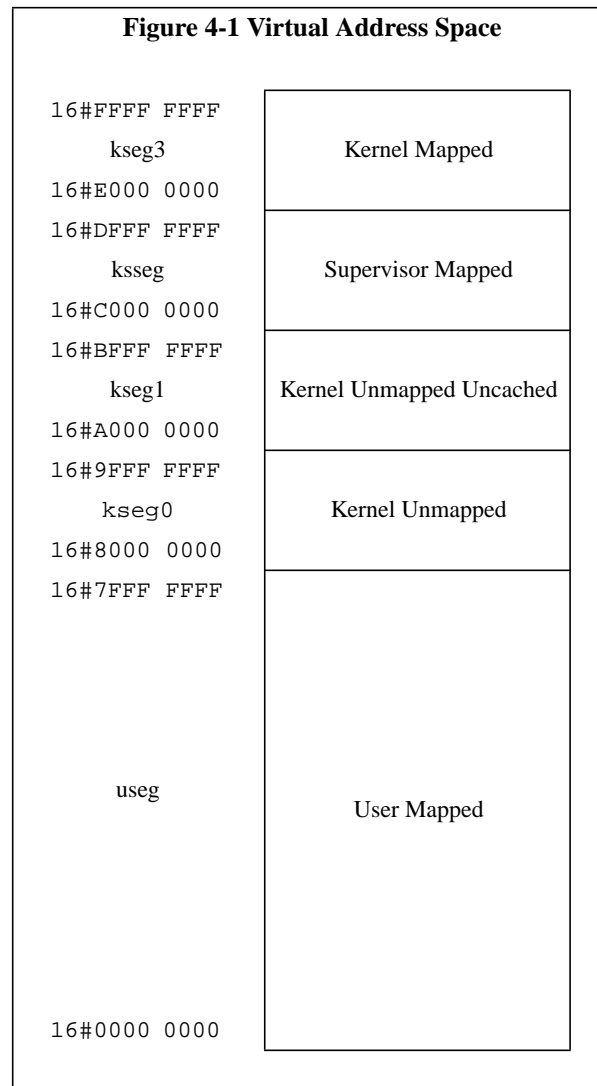 Figure 4-1 Virtual Address Space
16#FFFF FFFF
kseg3
Kernel Mapped
16#E000 0000
16#DFFF FFFF
ksseg
Supervisor Mapped
16#C000 0000
16#BFFF FFFF
kseg1
Kernel Unmapped Uncached
16#A000 0000
16#9FFF FFFF
kseg0
Kernel Unmapped
16#8000 0000
16#7FFF FFFF
useg
User Mapped
16#0000 0000